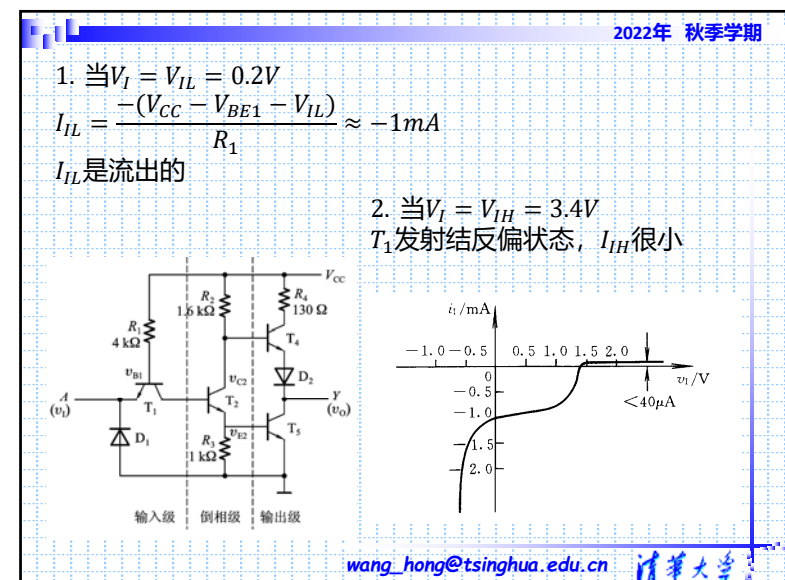 2022年 秋季学期
1. 当V_I = V_IL = 0.2V
I_IL = −(V_CC − V_BE1 − V_IL) / R_1 ≈ −1mA
I_IL是流出的
2. 当V_I = V_IH = 3.4V
T_1发射结反偏状态，I_IH很小
V_CC
R_2
1.6 kΩ
R_4
130 Ω
R_1
4 kΩ
T_4
v_B1
v_C2
D_2
A
(v_I)
T_1
T_2
Y
(v_O)
D_1
v_E2
T_5
R_3
1 kΩ
输入级
倒相级
输出级
i_I/mA
−1.0 −0.5 0.5 1.0 1.5 2.0
0
v_I/V
−0.5
<40μA
−1.0
−1.5
2.0
wang_hong@tsinghua.edu.cn
清华大学